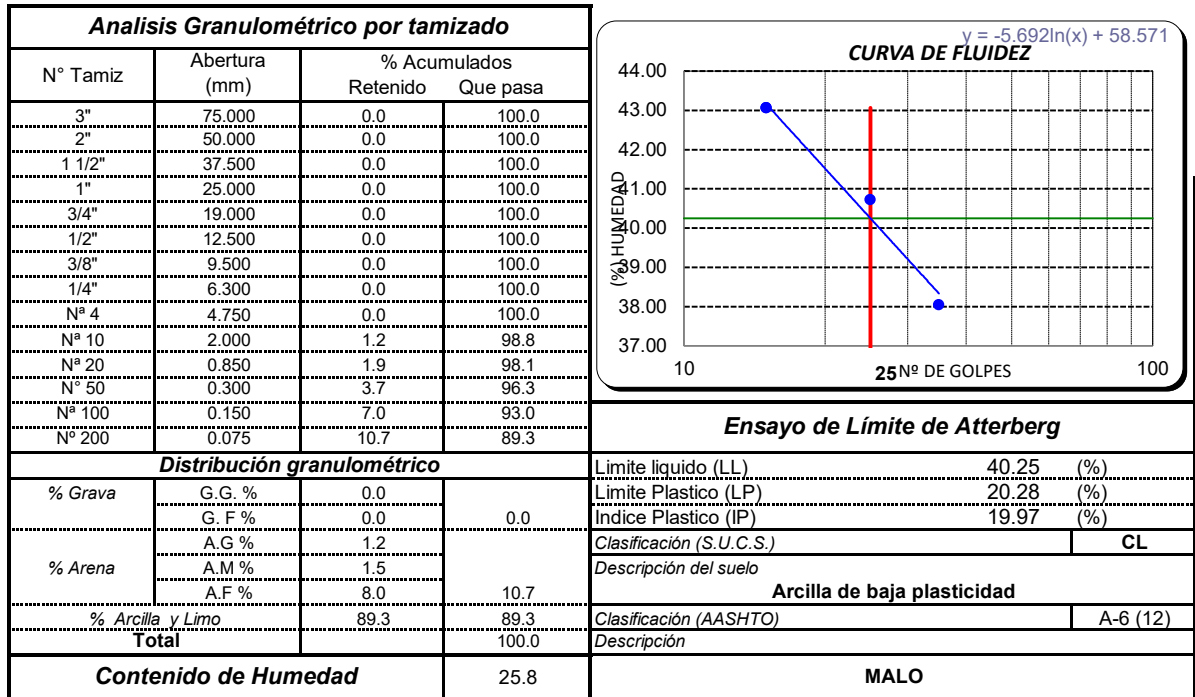 Analisis Granulométrico por tamizado
N° Tamiz Abertura (mm) % Acumulados
Retenido Que pasa
3" 75.000 0.0 100.0
2" 50.000 0.0 100.0
1 1/2" 37.500 0.0 100.0
1" 25.000 0.0 100.0
3/4" 19.000 0.0 100.0
1/2" 12.500 0.0 100.0
3/8" 9.500 0.0 100.0
1/4" 6.300 0.0 100.0
Nª 4 4.750 0.0 100.0
Nª 10 2.000 1.2 98.8
Nª 20 0.850 1.9 98.1
N° 50 0.300 3.7 96.3
Nª 100 0.150 7.0 93.0
Nº 200 0.075 10.7 89.3
Distribución granulométrico
% Grava G.G. % 0.0
G. F % 0.0 0.0
A.G % 1.2
% Arena A.M % 1.5
A.F % 8.0 10.7
% Arcilla y Limo 89.3 89.3
Total 100.0
Contenido de Humedad 25.8
y = -5.692ln(x) + 58.571
CURVA DE FLUIDEZ
44.00
43.00
42.00
41.00
40.00
39.00
38.00
37.00
(%) HUMEDAD
10 25 Nº DE GOLPES 100
Ensayo de Límite de Atterberg
Limite liquido (LL) 40.25 (%)
Limite Plastico (LP) 20.28 (%)
Indice Plastico (IP) 19.97 (%)
Clasificación (S.U.C.S.) CL
Descripción del suelo
Arcilla de baja plasticidad
Clasificación (AASHTO) A-6 (12)
Descripción
MALO